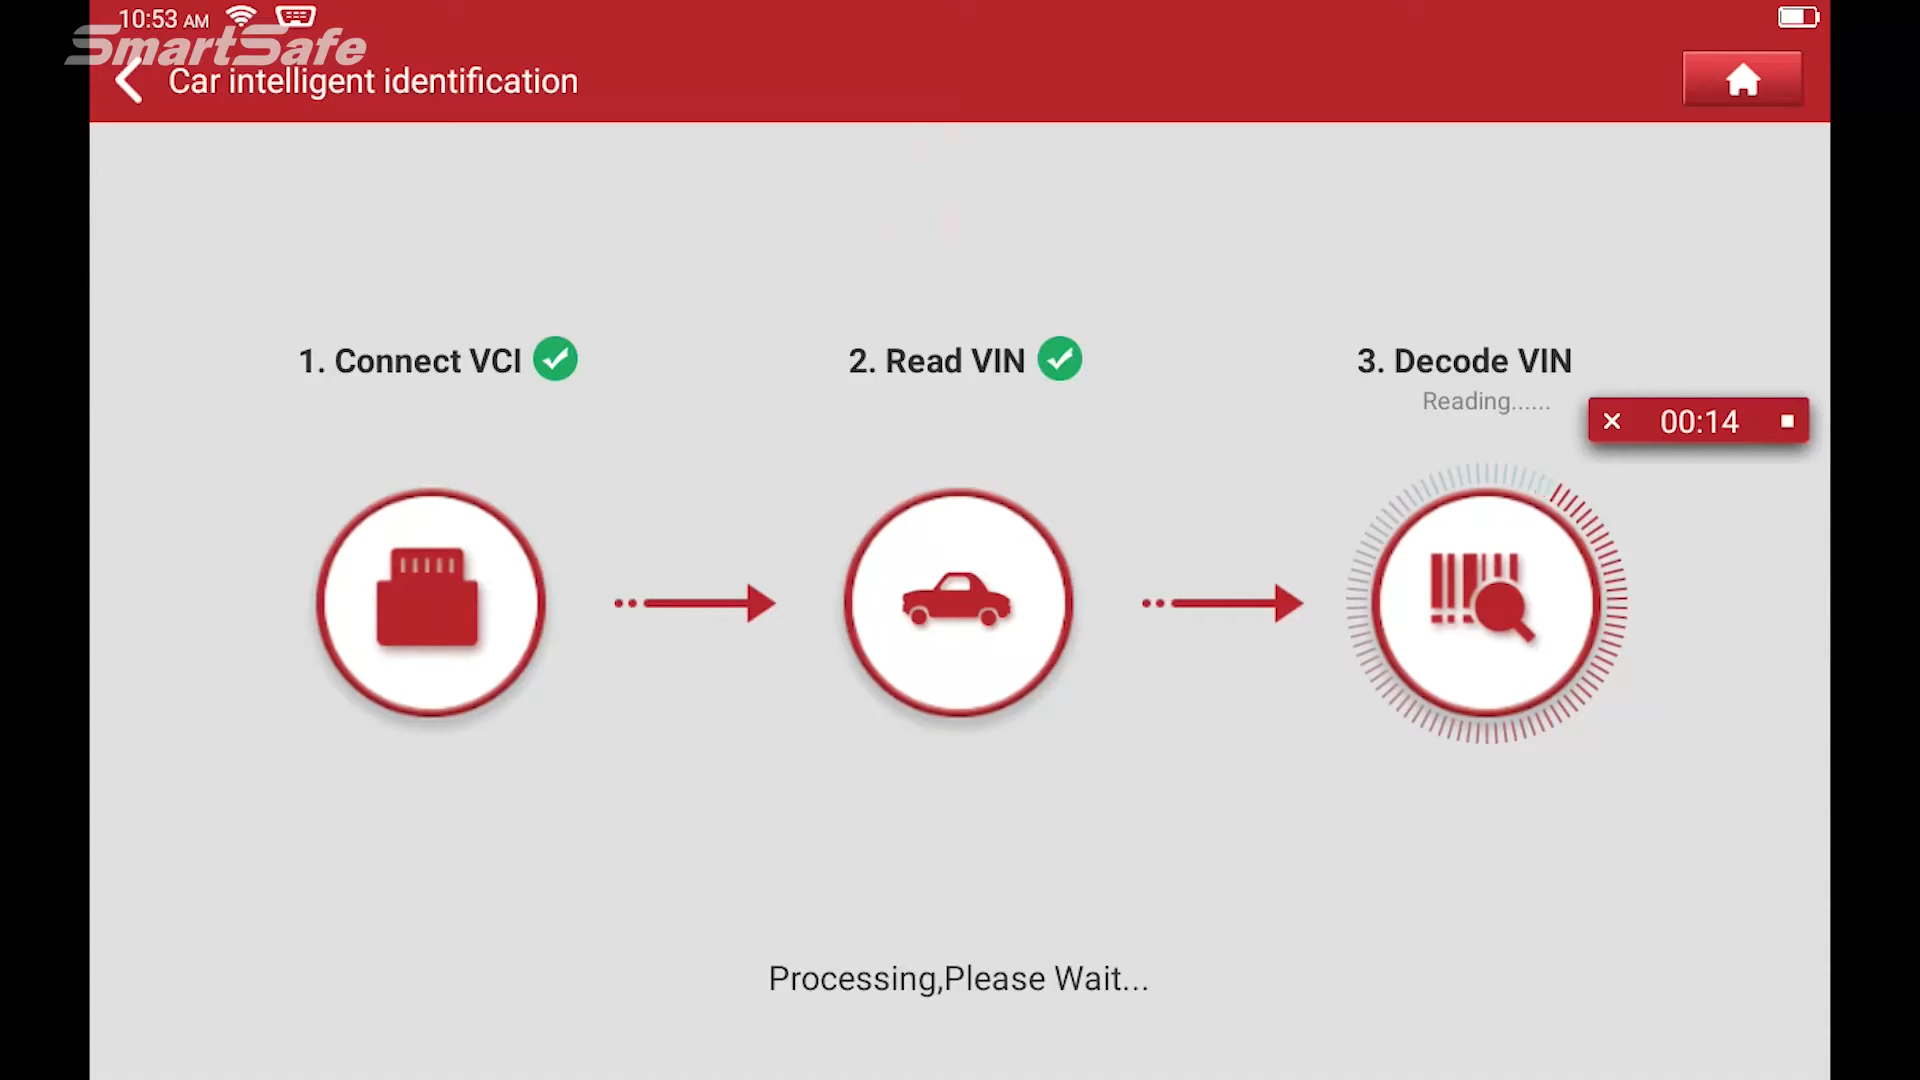 10:53 AM
SmartSafe
Car intelligent identification
1. Connect VCI
2. Read VIN
3. Decode VIN
Reading......
00:14
Processing,Please Wait...